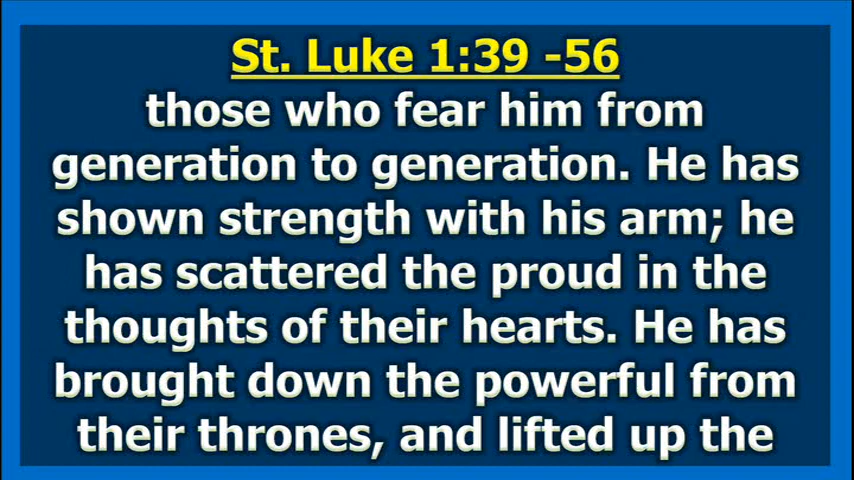 St. Luke 1:39 -56
those who fear him from
generation to generation. He has
shown strength with his arm; he
has scattered the proud in the
thoughts of their hearts. He has
brought down the powerful from
their thrones, and lifted up the